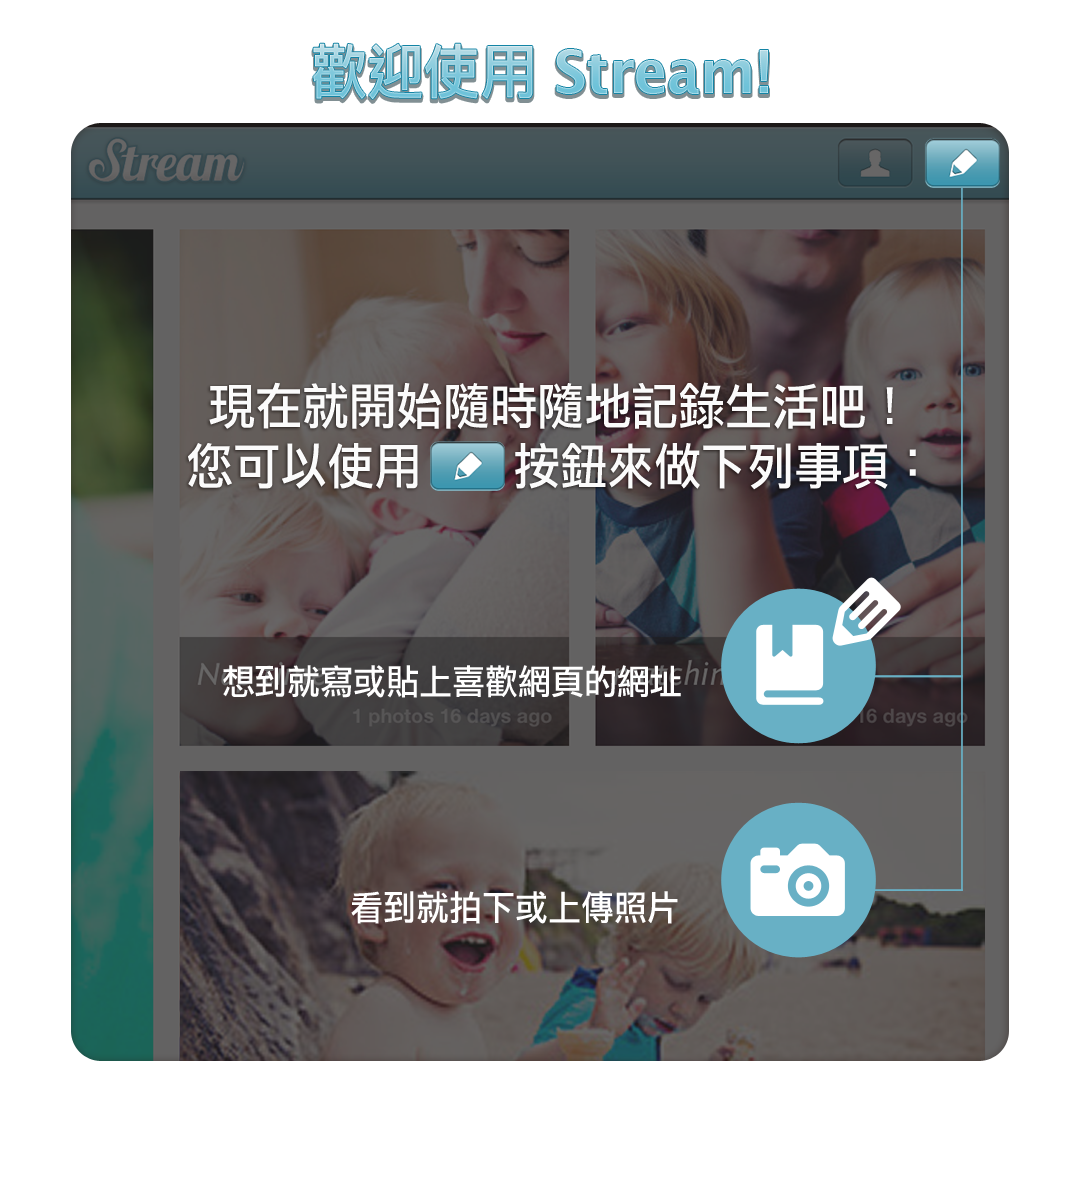 歡迎使用 Stream!
Stream
現在就開始隨時隨地記錄生活吧！
您可以使用 按鈕來做下列事項：
想到就寫或貼上喜歡網頁的網址
1 photos 16 days ago
16 days ago
看到就拍下或上傳照片